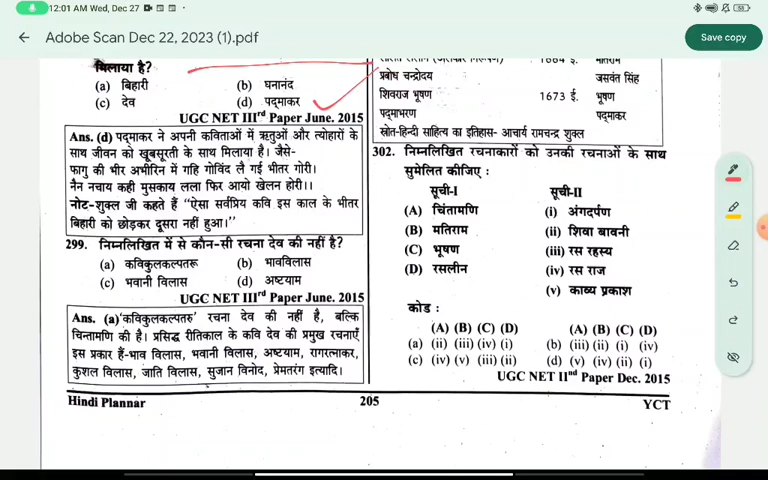 12:01 AM Wed, Dec 27
Adobe Scan Dec 22, 2023 (1).pdf
Save copy
मिलाया है?
(a) बिहारी (b) घनानंद
(c) देव (d) पद्माकर
UGC NET IIIrd Paper June. 2015
Ans. (d) पद्माकर ने अपनी कविताओं में ऋतुओं और त्योहारों के
साथ जीवन को खूबसूरती के साथ मिलाया है। जैसे-
फागु की भीर अभीरिन में गहि गोविंद लै गई भीतर गोरी।
नैन नचाय कही मुसकाय लला फिर आयो खेलन होरी।।
नोट-शुक्ल जी कहते हैं "ऐसा सर्वप्रिय कवि इस काल के भीतर
बिहारी को छोड़कर दूसरा नहीं हुआ।"
299. निम्नलिखित में से कौन-सी रचना देव की नहीं है?
(a) कविकुलकल्पतरू (b) भावविलास
(c) भवानी विलास (d) अष्टयाम
UGC NET IIIrd Paper June. 2015
Ans. (a) 'कविकुलकल्पतरु' रचना देव की नहीं है, बल्कि
चिन्तामणि की है। प्रसिद्ध रीतिकाल के कवि देव की प्रमुख रचनाएँ
इस प्रकार हैं-भाव विलास, भवानी विलास, अष्टयाम, रागरत्नाकर,
कुशल विलास, जाति विलास, सुजान विनोद, प्रेमतरंग इत्यादि।
1664 ई. मतिराम
प्रबोध चन्द्रोदय जसवंत सिंह
शिवराज भूषण 1673 ई. भूषण
पद्माभरण पद्माकर
स्रोत-हिन्दी साहित्य का इतिहास- आचार्य रामचन्द्र शुक्ल
302. निम्नलिखित रचनाकारों को उनकी रचनाओं के साथ
सुमेलित कीजिए :
सूची-I सूची-II
(A) चिंतामणि (i) अंगदर्पण
(B) मतिराम (ii) शिवा बावनी
(C) भूषण (iii) रस रहस्य
(D) रसलीन (iv) रस राज
(v) काव्य प्रकाश
कोड :
(A) (B) (C) (D) (A) (B) (C) (D)
(a) (ii) (iii) (iv) (i) (b) (iii) (ii) (i) (iv)
(c) (iv) (v) (iii) (ii) (d) (v) (iv) (ii) (i)
UGC NET IInd Paper Dec. 2015
Hindi Plannar 205 YCT